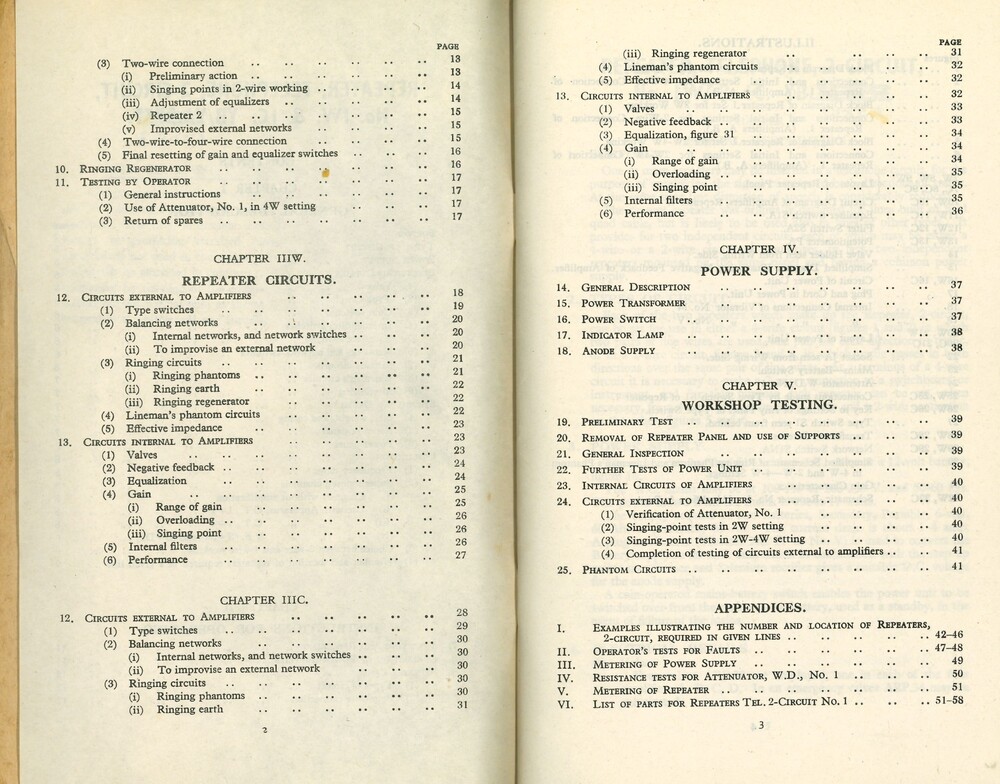 PAGE
(3) Two-wire connection .. .. .. .. .. .. 13
(i) Preliminary action .. .. .. .. .. .. 13
(ii) Singing points in 2-wire working .. .. .. .. 14
(iii) Adjustment of equalizers .. .. .. .. .. 14
(iv) Repeater 2 .. .. .. .. .. .. 15
(v) Improvised external networks .. .. .. .. 15
(4) Two-wire-to-four-wire connection .. .. .. .. 15
(5) Final resetting of gain and equalizer switches .. .. .. 16
10. Ringing Regenerator .. .. .. .. .. .. 16
11. Testing by Operator .. .. .. .. .. .. 17
(1) General instructions .. .. .. .. .. .. 17
(2) Use of Attenuator, No. 1, in 4W setting .. .. .. 17
(3) Return of spares .. .. .. .. .. .. 17
CHAPTER IIIW.
REPEATER CIRCUITS.
12. Circuits external to Amplifiers .. .. .. .. .. 18
(1) Type switches .. .. .. .. .. .. 19
(2) Balancing networks .. .. .. .. .. .. 20
(i) Internal networks, and network switches .. .. .. 20
(ii) To improvise an external network .. .. .. .. 20
(3) Ringing circuits .. .. .. .. .. .. 21
(i) Ringing phantoms .. .. .. .. .. .. 21
(ii) Ringing earth .. .. .. .. .. .. 22
(iii) Ringing regenerator .. .. .. .. .. 22
(4) Lineman's phantom circuits .. .. .. .. .. 22
(5) Effective impedance .. .. .. .. .. 23
13. Circuits internal to Amplifiers .. .. .. .. .. 23
(1) Valves .. .. .. .. .. .. .. 23
(2) Negative feedback .. .. .. .. .. .. 24
(3) Equalization .. .. .. .. .. .. 24
(4) Gain .. .. .. .. .. .. .. 25
(i) Range of gain .. .. .. .. .. .. 25
(ii) Overloading .. .. .. .. .. .. 26
(iii) Singing point .. .. .. .. .. .. 26
(5) Internal filters .. .. .. .. .. .. 26
(6) Performance .. .. .. .. .. .. 27
CHAPTER IIIC.
12. Circuits external to Amplifiers .. .. .. .. .. 28
(1) Type switches .. .. .. .. .. .. 29
(2) Balancing networks .. .. .. .. .. .. 30
(i) Internal networks, and network switches .. .. .. 30
(ii) To improvise an external network .. .. .. .. 30
(3) Ringing circuits .. .. .. .. .. .. 30
(i) Ringing phantoms .. .. .. .. .. .. 30
(ii) Ringing earth .. .. .. .. .. .. 31
2
PAGE
(iii) Ringing regenerator .. .. .. 31
(4) Lineman's phantom circuits .. .. .. .. .. 32
(5) Effective impedance .. .. .. .. .. .. 32
13. Circuits internal to Amplifiers .. .. .. .. .. 32
(1) Valves .. .. .. .. .. .. .. 33
(2) Negative feedback .. .. .. .. .. .. 33
(3) Equalization, figure 31 .. .. .. .. .. 34
(4) Gain .. .. .. .. .. .. .. 34
(i) Range of gain .. .. .. .. .. .. 34
(ii) Overloading .. .. .. .. .. .. 35
(iii) Singing point .. .. .. .. .. .. 35
(5) Internal filters .. .. .. .. .. .. 35
(6) Performance .. .. .. .. .. .. 36
CHAPTER IV.
POWER SUPPLY.
14. General Description .. .. .. .. .. .. 37
15. Power Transformer .. .. .. .. .. .. 37
16. Power Switch .. .. .. .. .. .. .. 37
17. Indicator Lamp .. .. .. .. .. .. .. 38
18. Anode Supply .. .. .. .. .. .. .. 38
CHAPTER V.
WORKSHOP TESTING.
19. Preliminary Test .. .. .. .. .. .. .. 39
20. Removal of Repeater Panel and use of Supports .. .. .. 39
21. General Inspection .. .. .. .. .. .. 39
22. Further Tests of Power Unit .. .. .. .. .. 39
23. Internal Circuits of Amplifiers .. .. .. .. .. 40
24. Circuits external to Amplifiers .. .. .. .. .. 40
(1) Verification of Attenuator, No. 1 .. .. .. .. 40
(2) Singing-point tests in 2W setting .. .. .. .. 40
(3) Singing-point tests in 2W-4W setting .. .. .. .. 40
(4) Completion of testing of circuits external to amplifiers .. .. 41
25. Phantom Circuits .. .. .. .. .. .. .. 41
APPENDICES.
I. Examples illustrating the number and location of Repeaters,
2-circuit, required in given lines .. .. .. .. .. 42-46
II. Operator's tests for Faults .. .. .. .. .. 47-48
III. Metering of Power Supply .. .. .. .. .. 49
IV. Resistance tests for Attenuator, W.D., No. 1 .. .. .. 50
V. Metering of Repeater .. .. .. .. .. .. 51
VI. List of parts for Repeaters Tel. 2-Circuit No. 1 .. .. .. 51-58
3